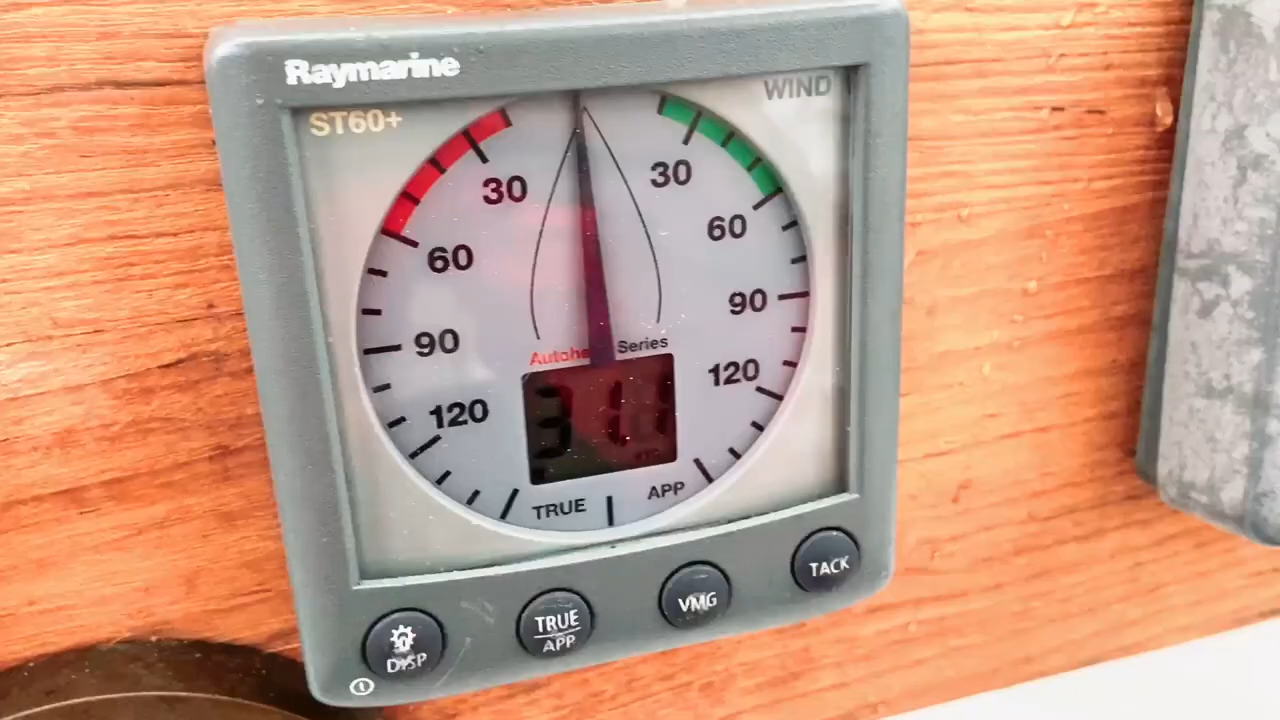 Raymarine
ST60+ WIND
30 30
60 60
90 90
Autohe Series
120 120
TRUE APP
DISP
TRUE
APP
VMG
TACK